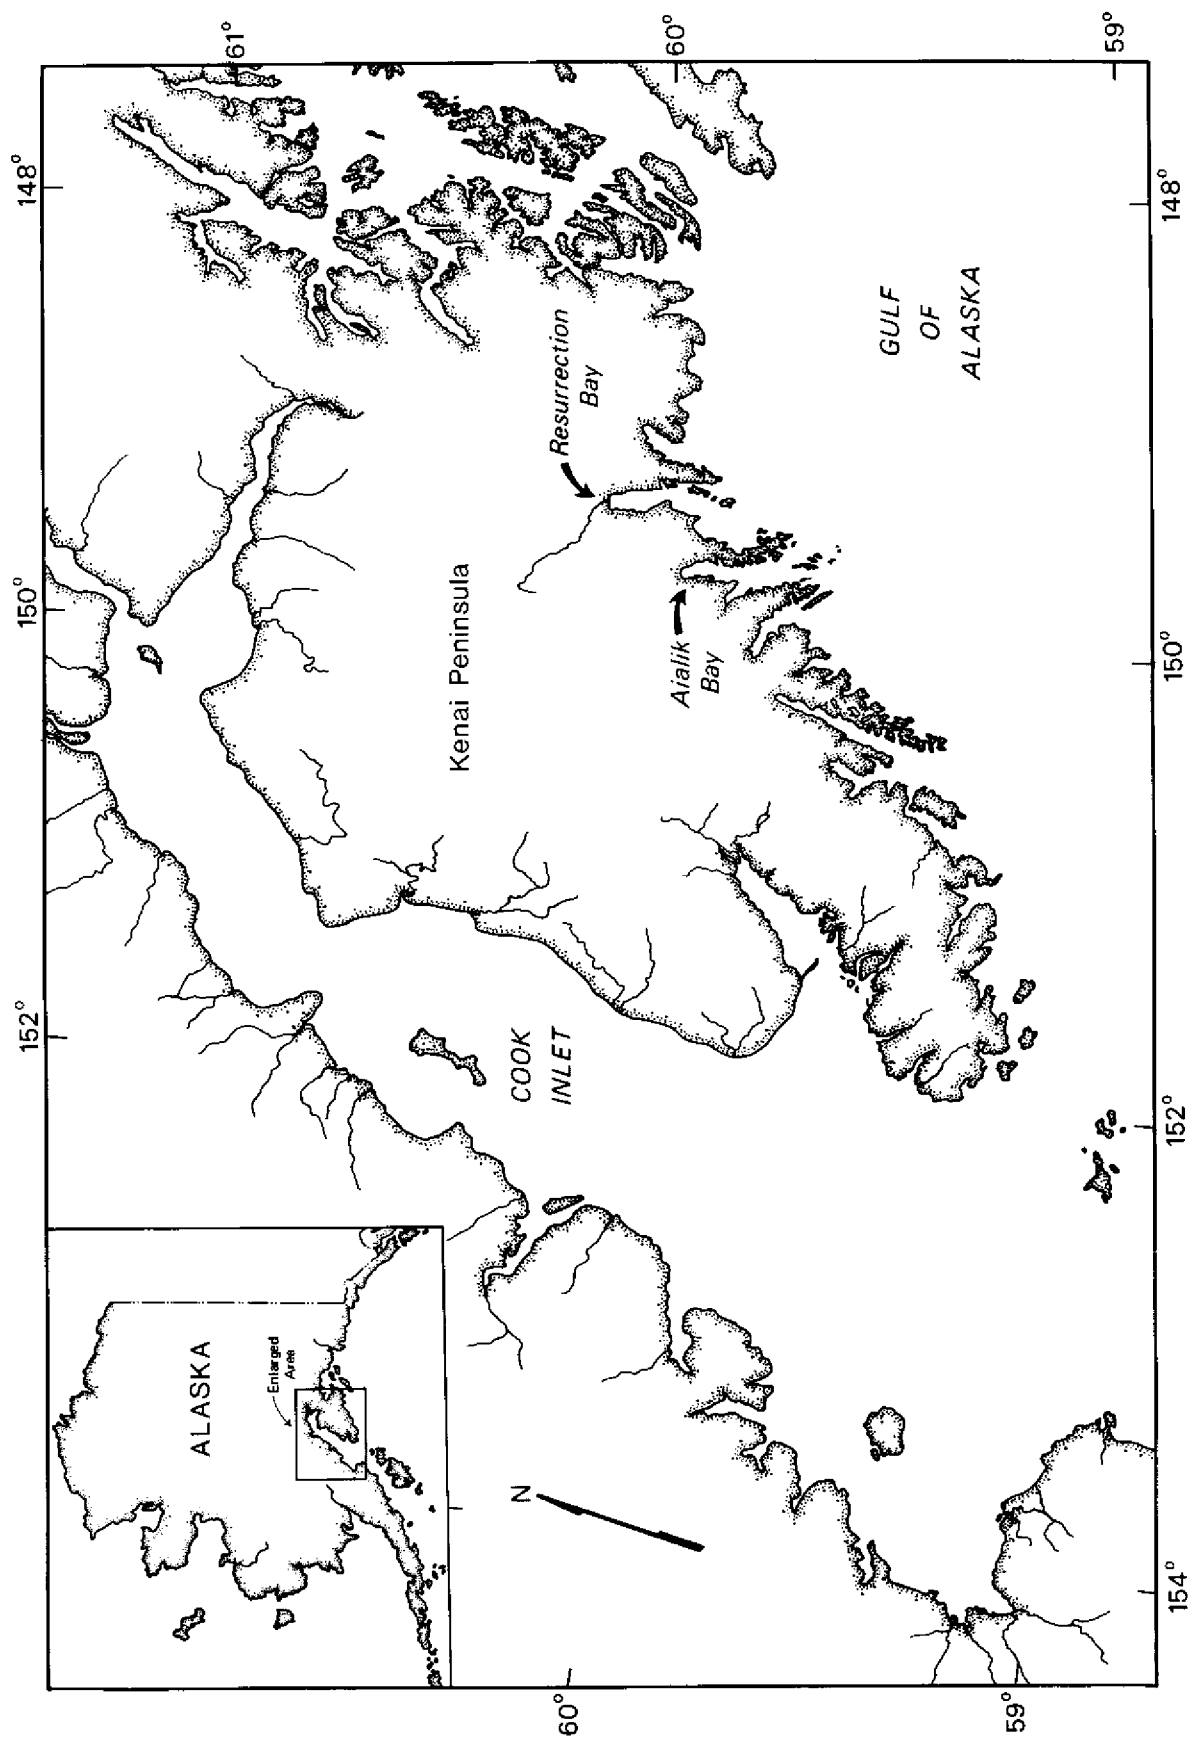 148°
150°
152°
61°
60°
59°
148°
150°
152°
154°
60°
59°
Resurrection
Bay
Aialik
Bay
Kenai Peninsula
GULF
OF
ALASKA
COOK
INLET
ALASKA
Enlarged
Area
N